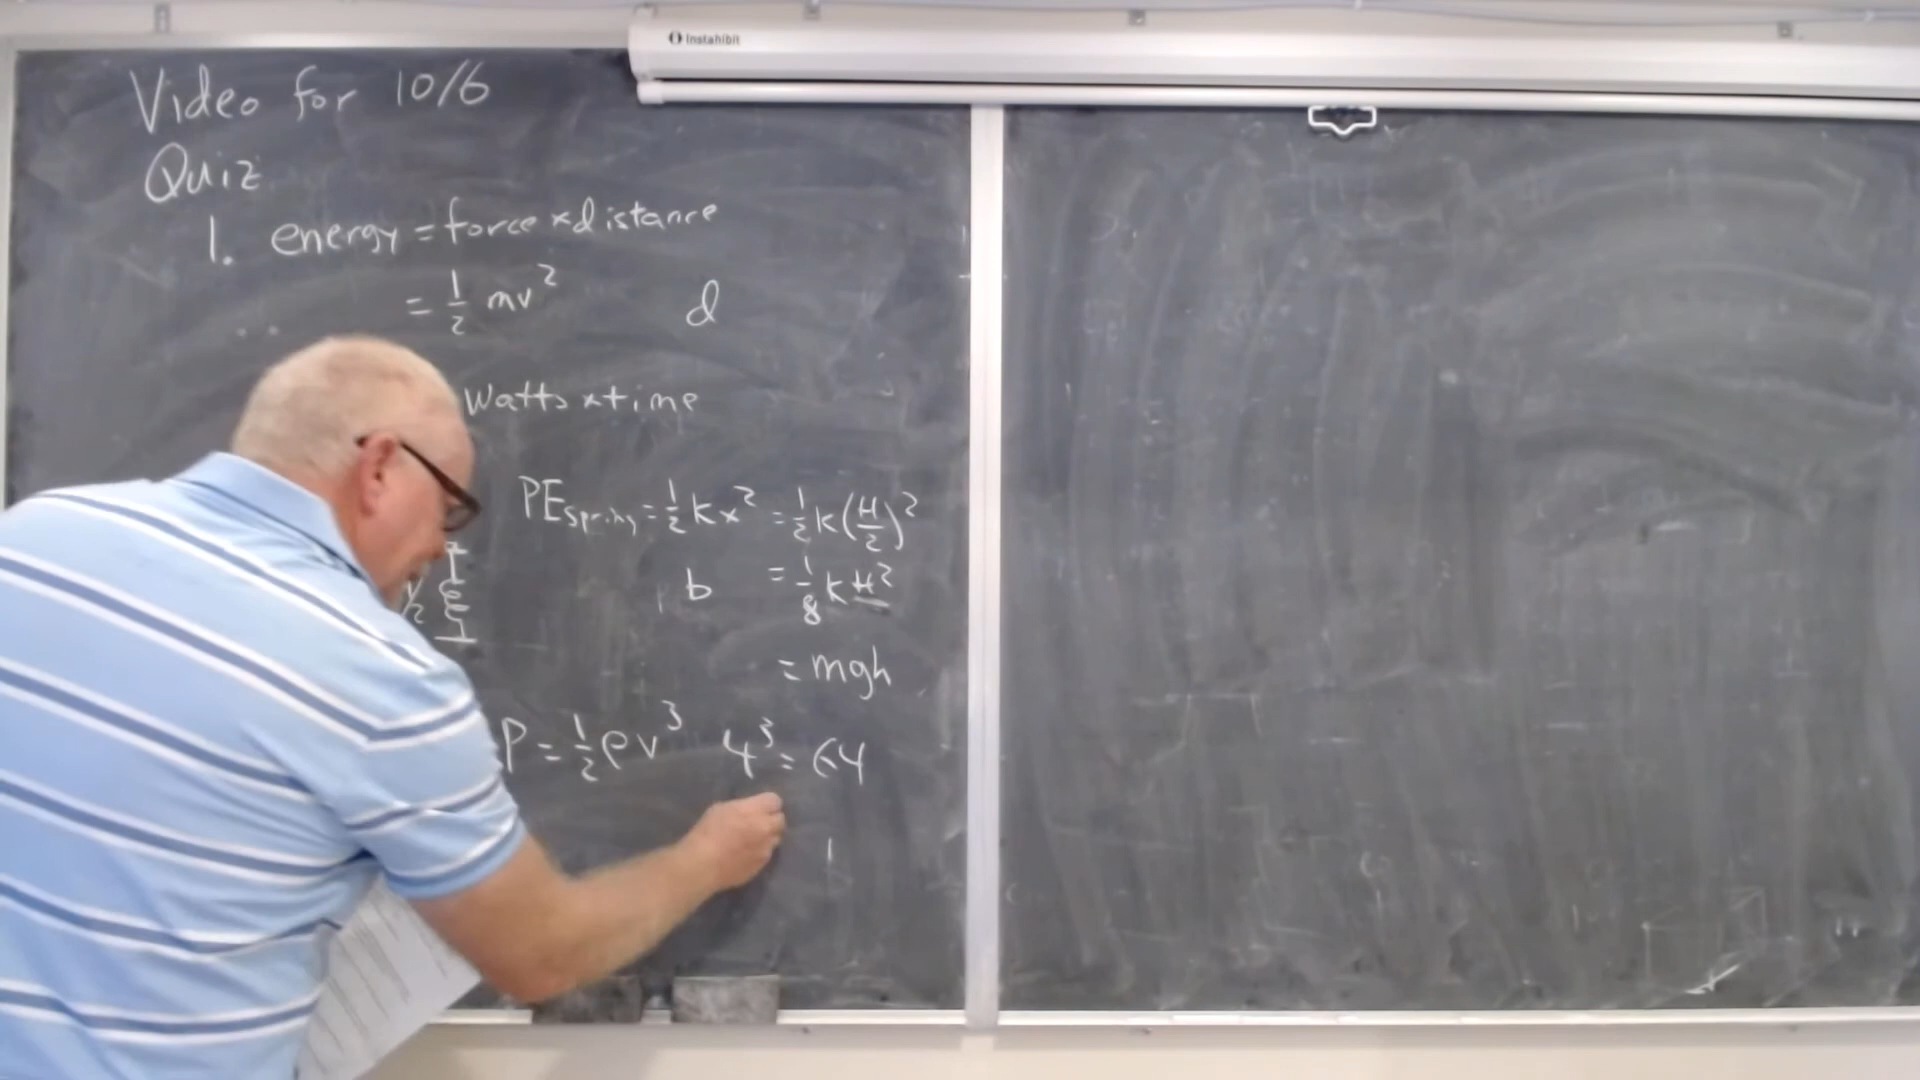 Instahibit
Video for 10/6
Quiz
1. energy = force × distance
= 1/2 mv² d
Watts × time
PEspring = 1/2 kx² = 1/2 k(H/2)²
b = 1/8 kH²
= mgh
P = 1/2 ρv³ 4³ = 64